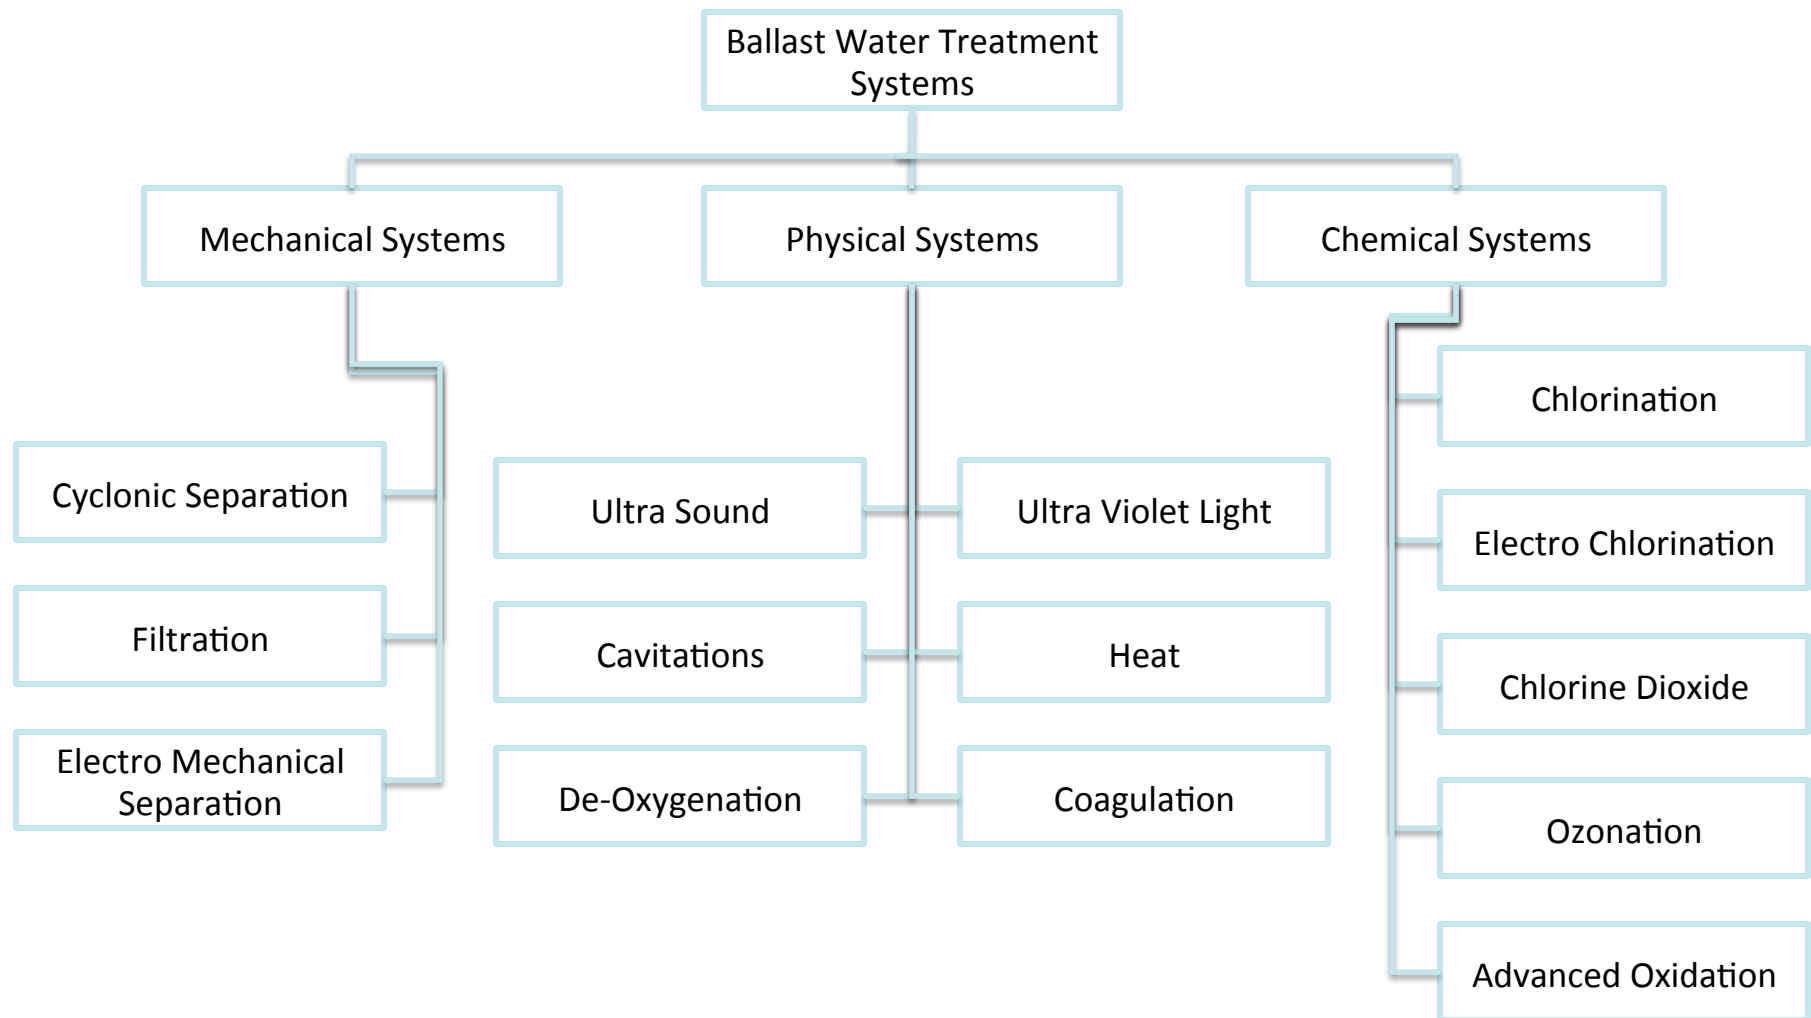 Ballast Water Treatment
Systems
Mechanical Systems
Physical Systems
Chemical Systems
Cyclonic Separation
Filtration
Electro Mechanical
Separation
Ultra Sound
Ultra Violet Light
Cavitations
Heat
De-Oxygenation
Coagulation
Chlorination
Electro Chlorination
Chlorine Dioxide
Ozonation
Advanced Oxidation